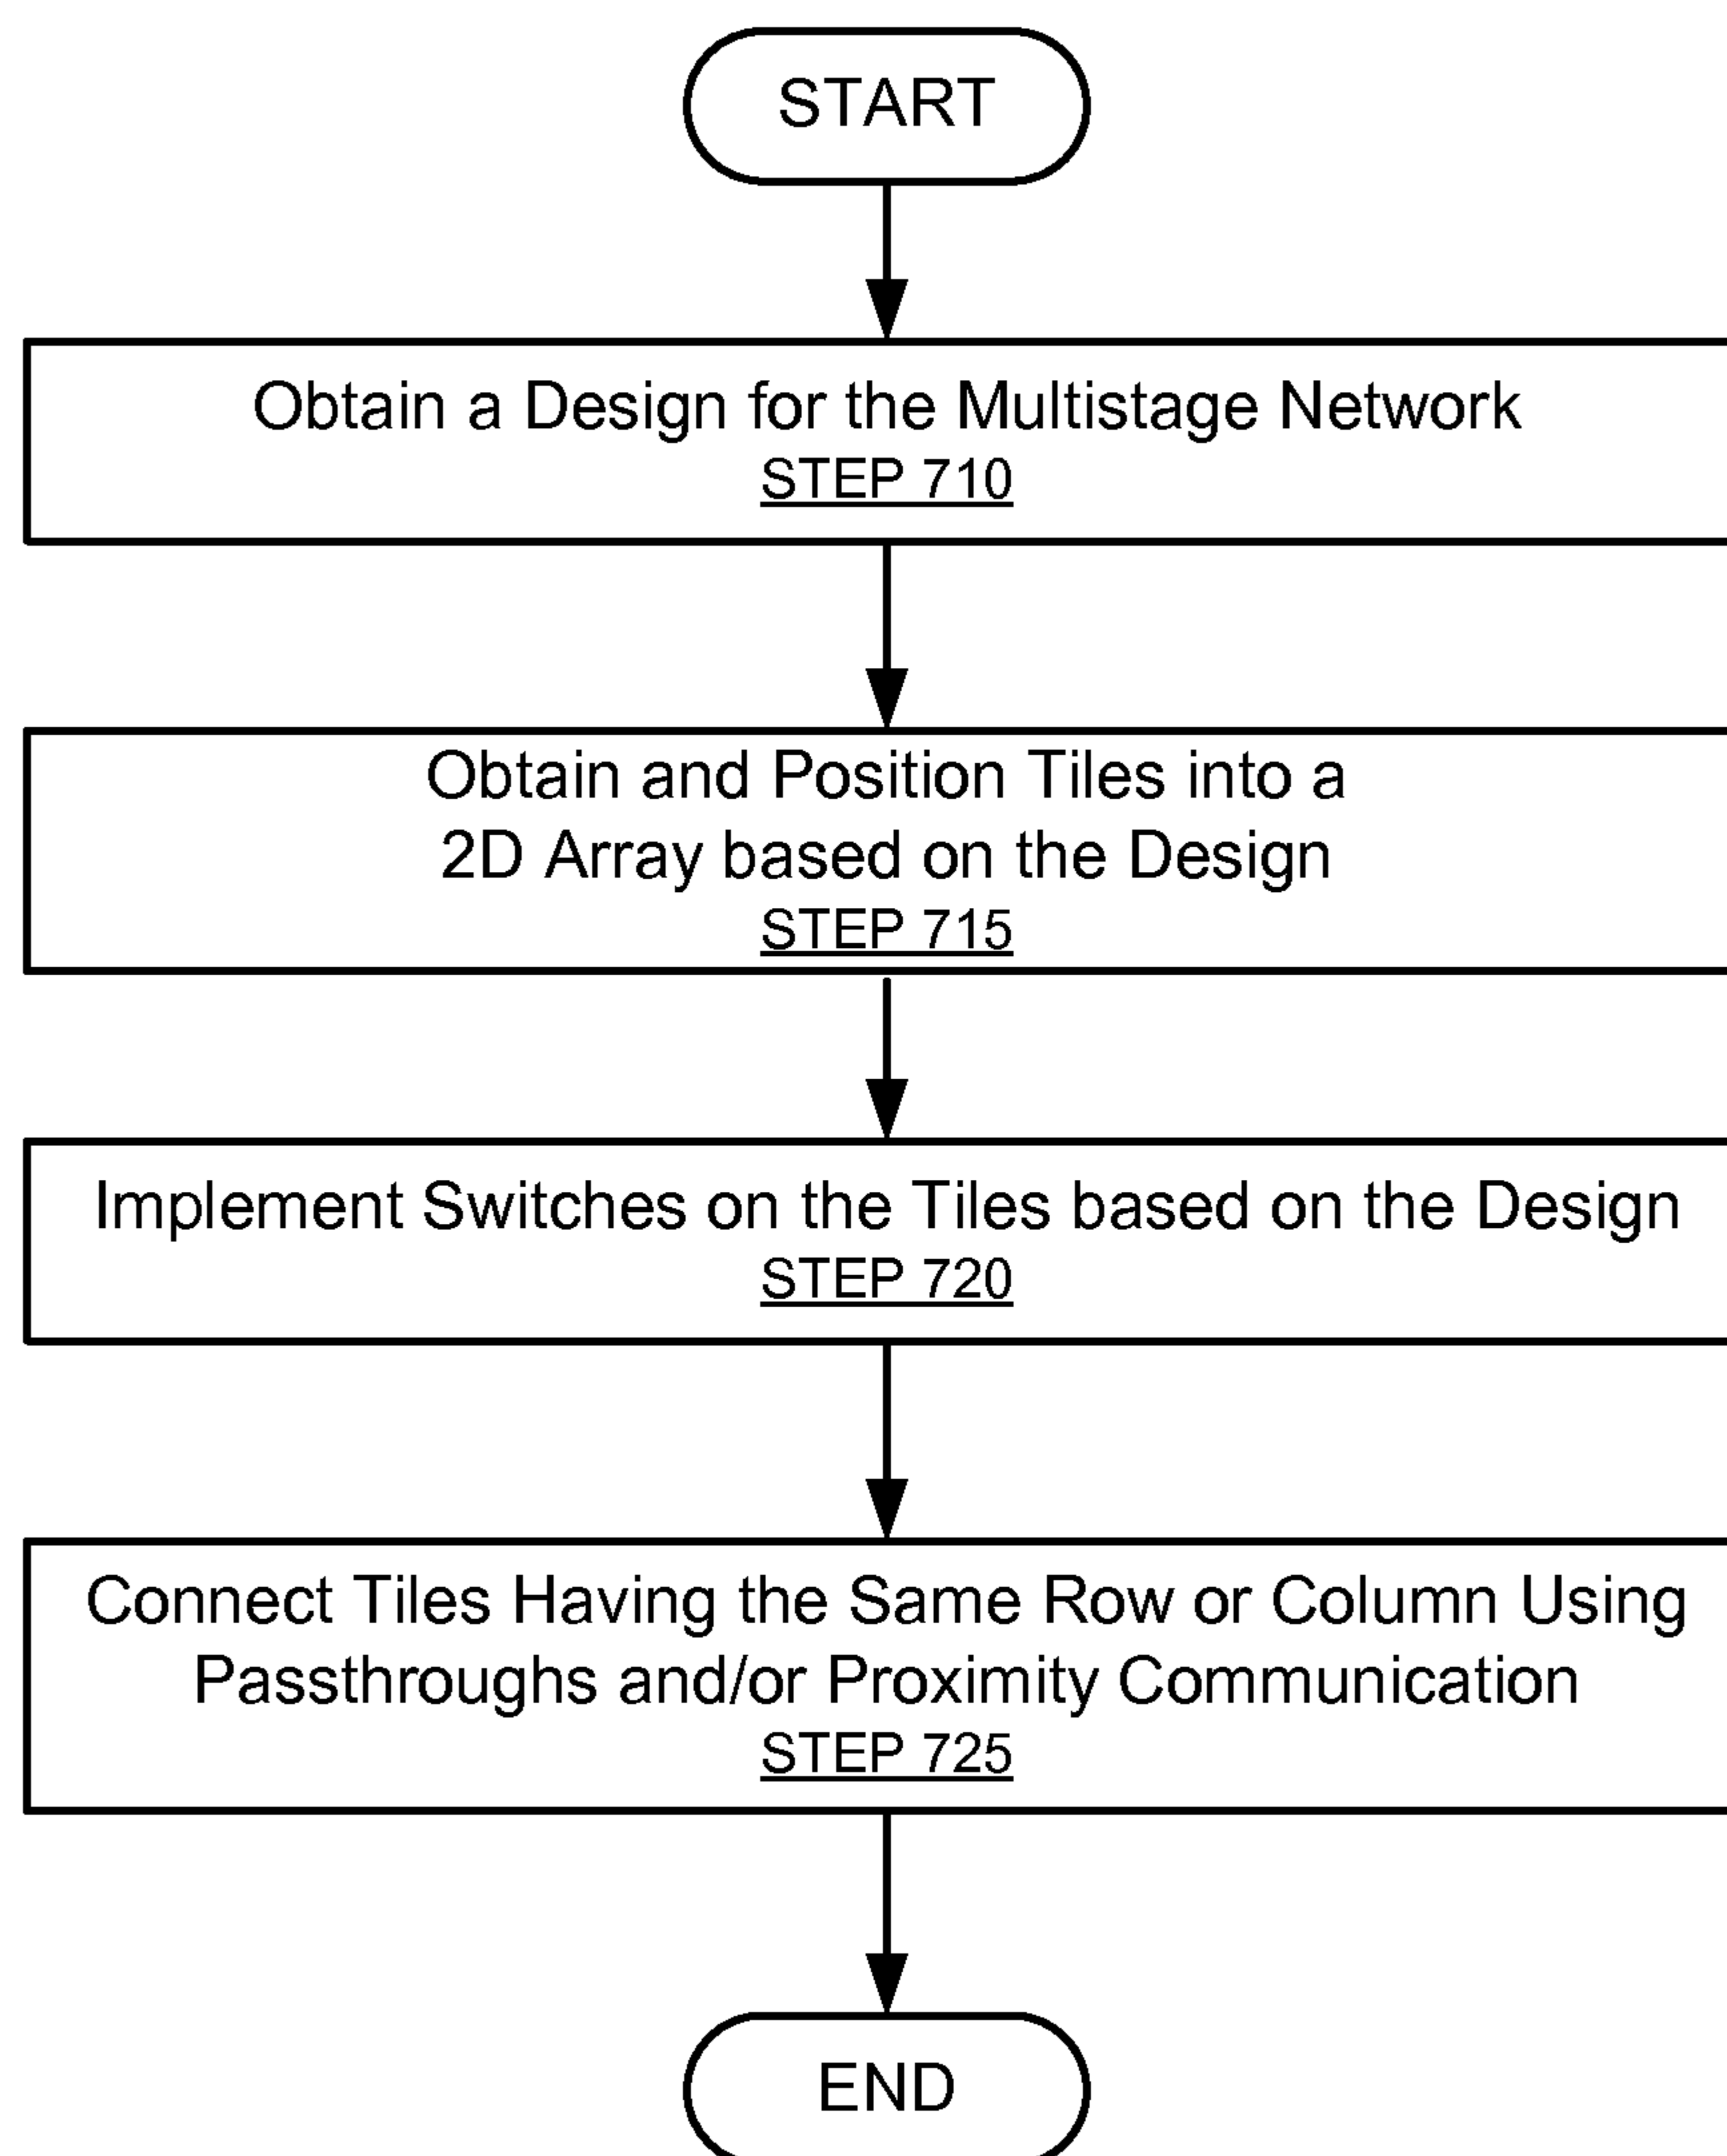 START
Obtain a Design for the Multistage Network
STEP 710
Obtain and Position Tiles into a
2D Array based on the Design
STEP 715
Implement Switches on the Tiles based on the Design
STEP 720
Connect Tiles Having the Same Row or Column Using
Passthroughs and/or Proximity Communication
STEP 725
END